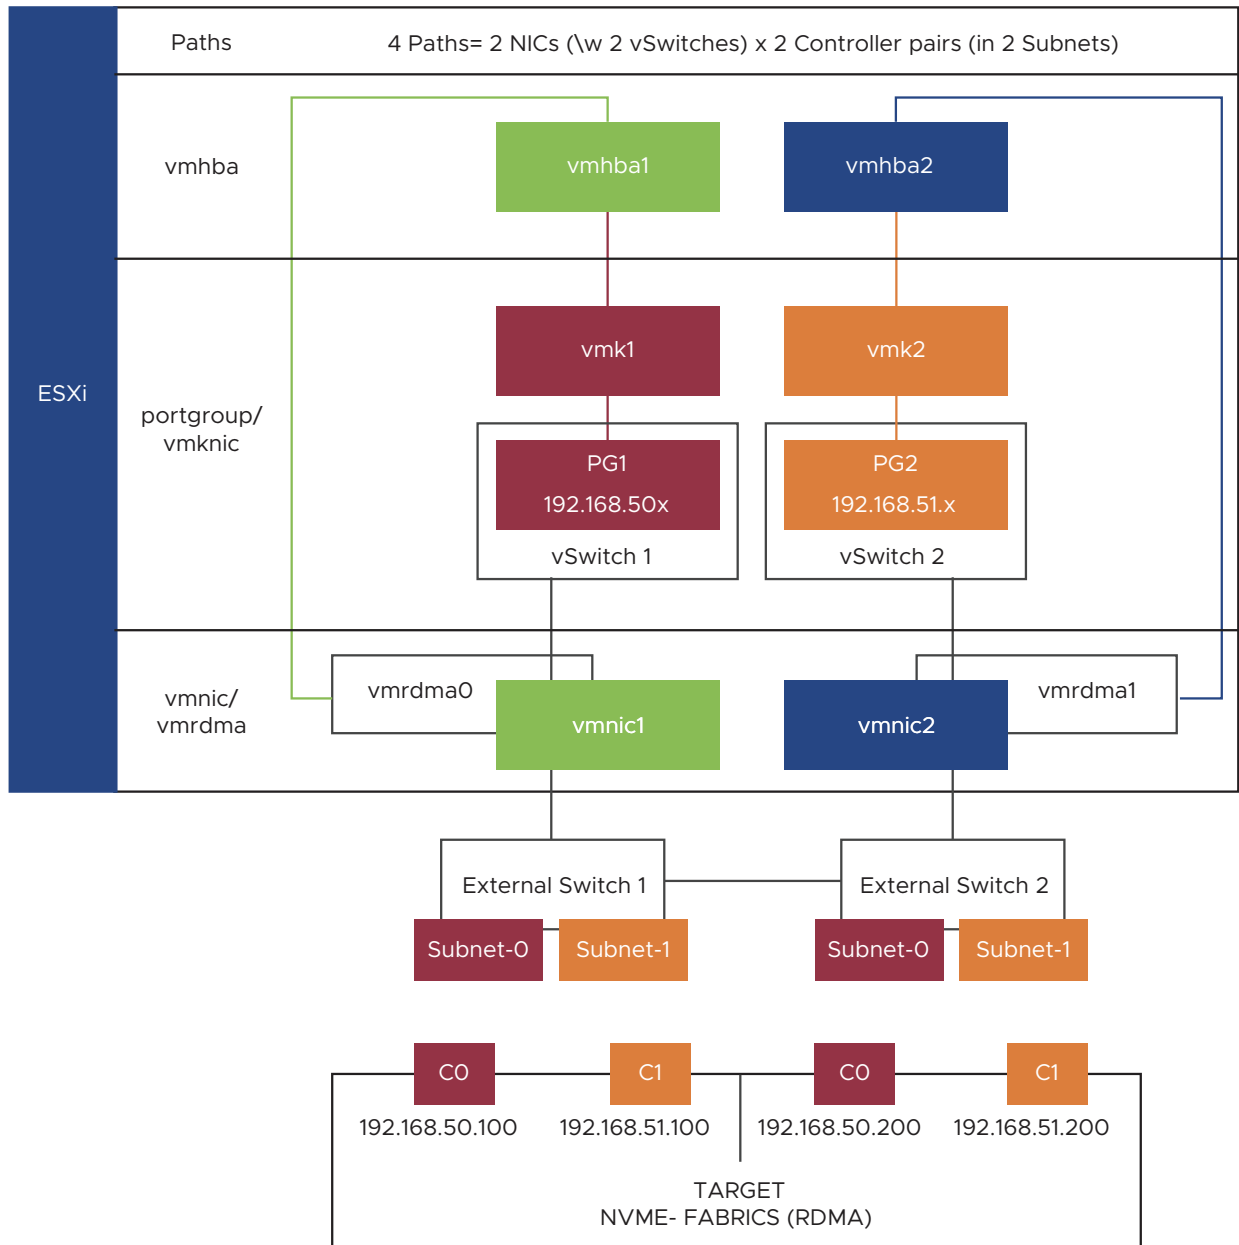 Paths
4 Paths= 2 NICs (\w 2 vSwitches) x 2 Controller pairs (in 2 Subnets)
vmhba
vmhba1
vmhba2
ESXi
portgroup/
vmknic
vmk1
vmk2
PG1
192.168.50x
vSwitch 1
PG2
192.168.51.x
vSwitch 2
vmnic/
vmrdma
vmrdma0
vmnic1
vmnic2
vmrdma1
External Switch 1
External Switch 2
Subnet-0
Subnet-1
Subnet-0
Subnet-1
C0
C1
C0
C1
192.168.50.100
192.168.51.100
192.168.50.200
192.168.51.200
TARGET
NVME- FABRICS (RDMA)